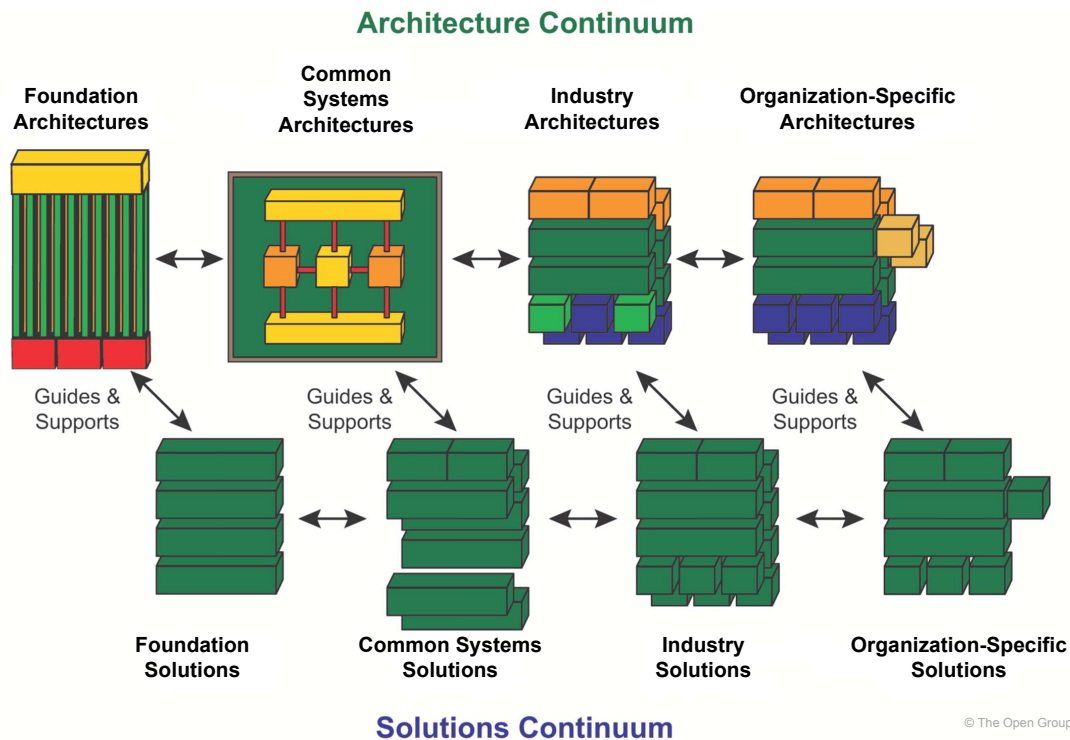 Architecture Continuum
Foundation
Architectures
Common
Systems
Architectures
Industry
Architectures
Organization-Specific
Architectures
Guides &
Supports
Guides &
Supports
Guides &
Supports
Guides &
Supports
Foundation
Solutions
Common Systems
Solutions
Industry
Solutions
Organization-Specific
Solutions
Solutions Continuum
© The Open Group